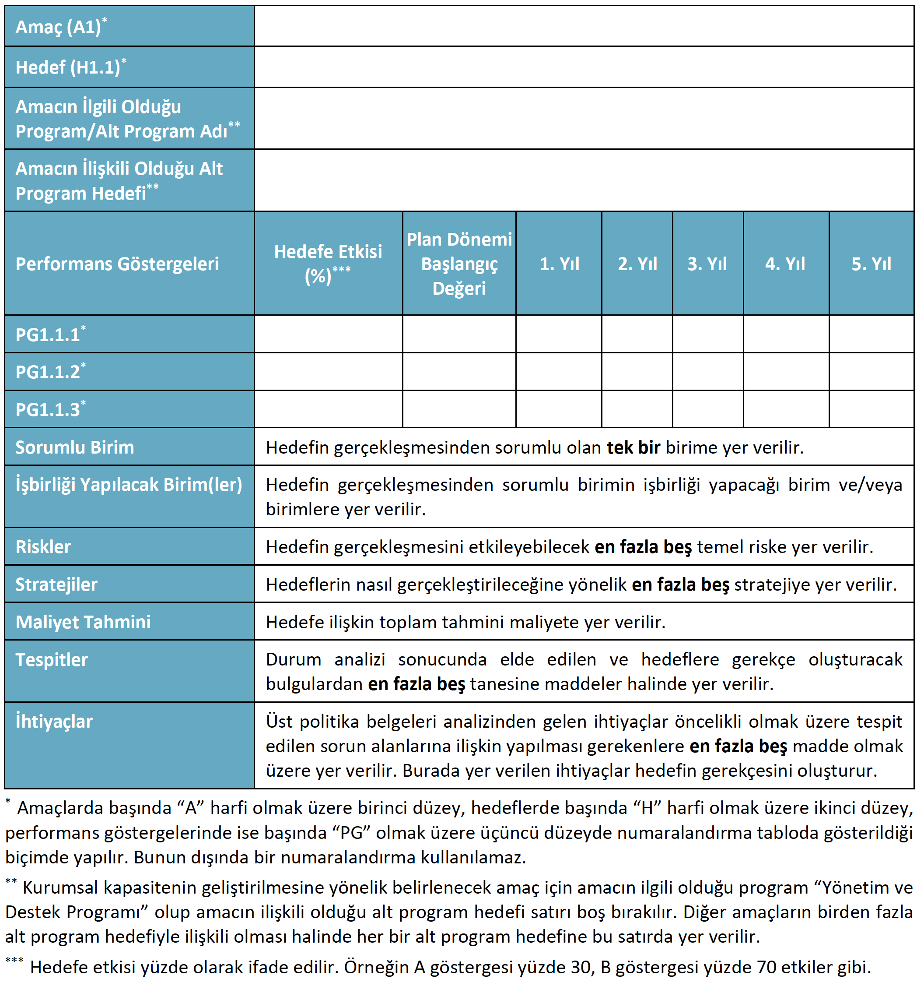 Amaç (A1)*
Hedef (H1.1)*
Amacın İlgili Olduğu
Program/Alt Program Adı**
Amacın İlişkili Olduğu Alt
Program Hedefi**
Performans Göstergeleri
Hedefe Etkisi
(%)***
Plan Dönemi
Başlangıç
Değeri
1. Yıl
2. Yıl
3. Yıl
4. Yıl
5. Yıl
PG1.1.1*
PG1.1.2*
PG1.1.3*
Sorumlu Birim
Hedefin gerçekleşmesinden sorumlu olan tek bir birime yer verilir.
İşbirliği Yapılacak Birim(ler)
Hedefin gerçekleşmesinden sorumlu birimin işbirliği yapacağı birim ve/veya
birimlere yer verilir.
Riskler
Hedefin gerçekleşmesini etkileyebilecek en fazla beş temel riske yer verilir.
Stratejiler
Hedeflerin nasıl gerçekleştirileceğine yönelik en fazla beş stratejiye yer verilir.
Maliyet Tahmini
Hedefe ilişkin toplam tahmini maliyete yer verilir.
Tespitler
Durum analizi sonucunda elde edilen ve hedeflere gerekçe oluşturacak
bulgulardan en fazla beş tanesine maddeler halinde yer verilir.
İhtiyaçlar
Üst politika belgeleri analizinden gelen ihtiyaçlar öncelikli olmak üzere tespit
edilen sorun alanlarına ilişkin yapılması gerekenlere en fazla beş madde olmak
üzere yer verilir. Burada yer verilen ihtiyaçlar hedefin gerekçesini oluşturur.
* Amaçlarda başında “A” harfi olmak üzere birinci düzey, hedeflerde başında “H” harfi olmak üzere ikinci düzey,
performans göstergelerinde ise başında “PG” olmak üzere üçüncü düzeyde numaralandırma tabloda gösterildiği
biçimde yapılır. Bunun dışında bir numaralandırma kullanılamaz.
** Kurumsal kapasitenin geliştirilmesine yönelik belirlenecek amaç için amacın ilgili olduğu program “Yönetim ve
Destek Programı” olup amacın ilişkili olduğu alt program hedefi satırı boş bırakılır. Diğer amaçların birden fazla
alt program hedefiyle ilişkili olması halinde her bir alt program hedefine bu satırda yer verilir.
*** Hedefe etkisi yüzde olarak ifade edilir. Örneğin A göstergesi yüzde 30, B göstergesi yüzde 70 etkiler gibi.